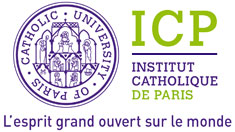 CATHOLIC · UNIVERSITY OF PARIS
ICP
INSTITUT
CATHOLIQUE
DE PARIS
L'esprit grand ouvert sur le monde